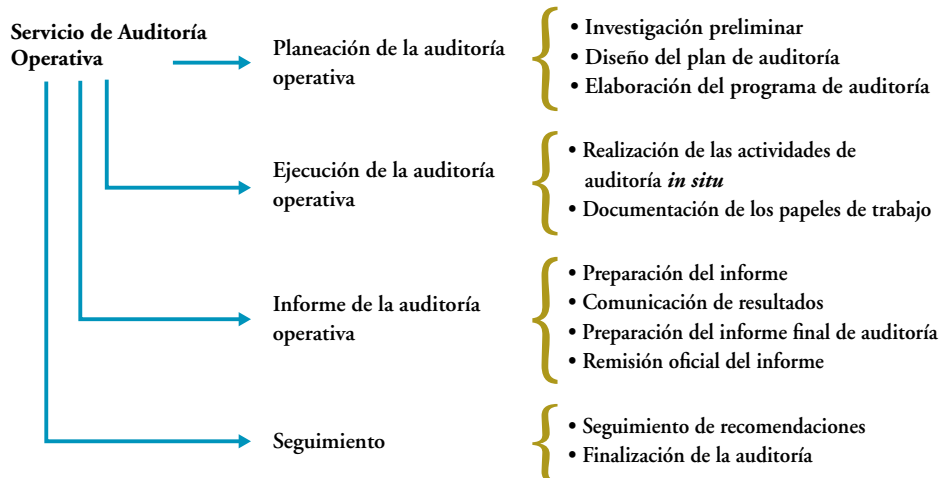 Servicio de Auditoría
Operativa
Planeación de la auditoría
operativa
• Investigación preliminar
• Diseño del plan de auditoría
• Elaboración del programa de auditoría
Ejecución de la auditoría
operativa
• Realización de las actividades de
auditoría in situ
• Documentación de los papeles de trabajo
Informe de la auditoría
operativa
• Preparación del informe
• Comunicación de resultados
• Preparación del informe final de auditoría
• Remisión oficial del informe
Seguimiento
• Seguimiento de recomendaciones
• Finalización de la auditoría